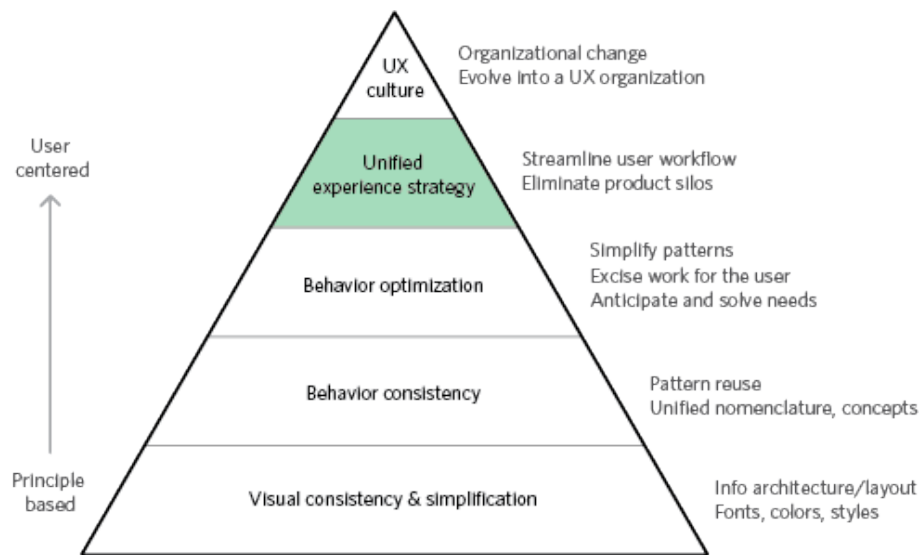 UX
culture
Organizational change
Evolve into a UX organization
User
centered
Unified
experience strategy
Streamline user workflow
Eliminate product silos
Behavior optimization
Simplify patterns
Excise work for the user
Anticipate and solve needs
Behavior consistency
Pattern reuse
Unified nomenclature, concepts
Principle
based
Visual consistency & simplification
Info architecture/layout
Fonts, colors, styles